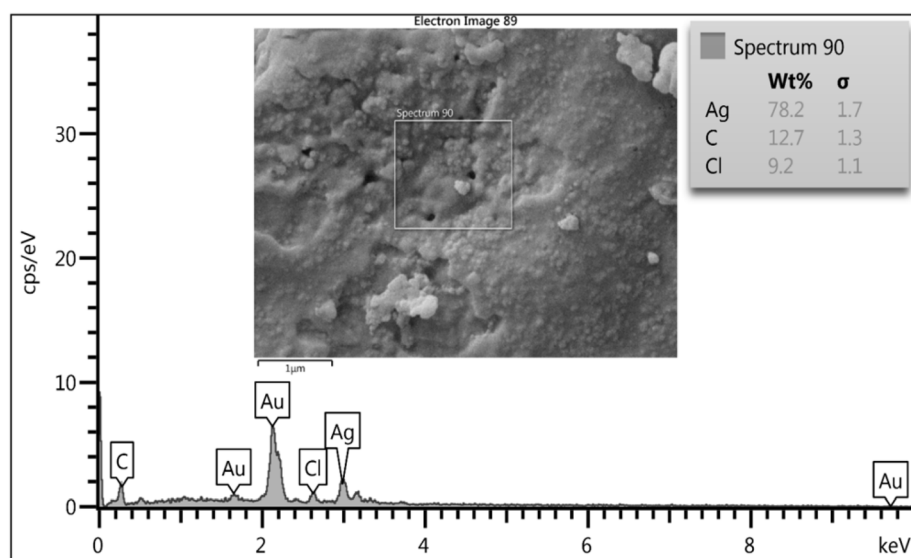 Electron Image 89
Spectrum 90
Wt% σ
Ag 78.2 1.7
C 12.7 1.3
Cl 9.2 1.1
Spectrum 90
1µm
cps/eV
30
20
10
0
C
Au
Au
Cl
Ag
Au
0 2 4 6 8 keV